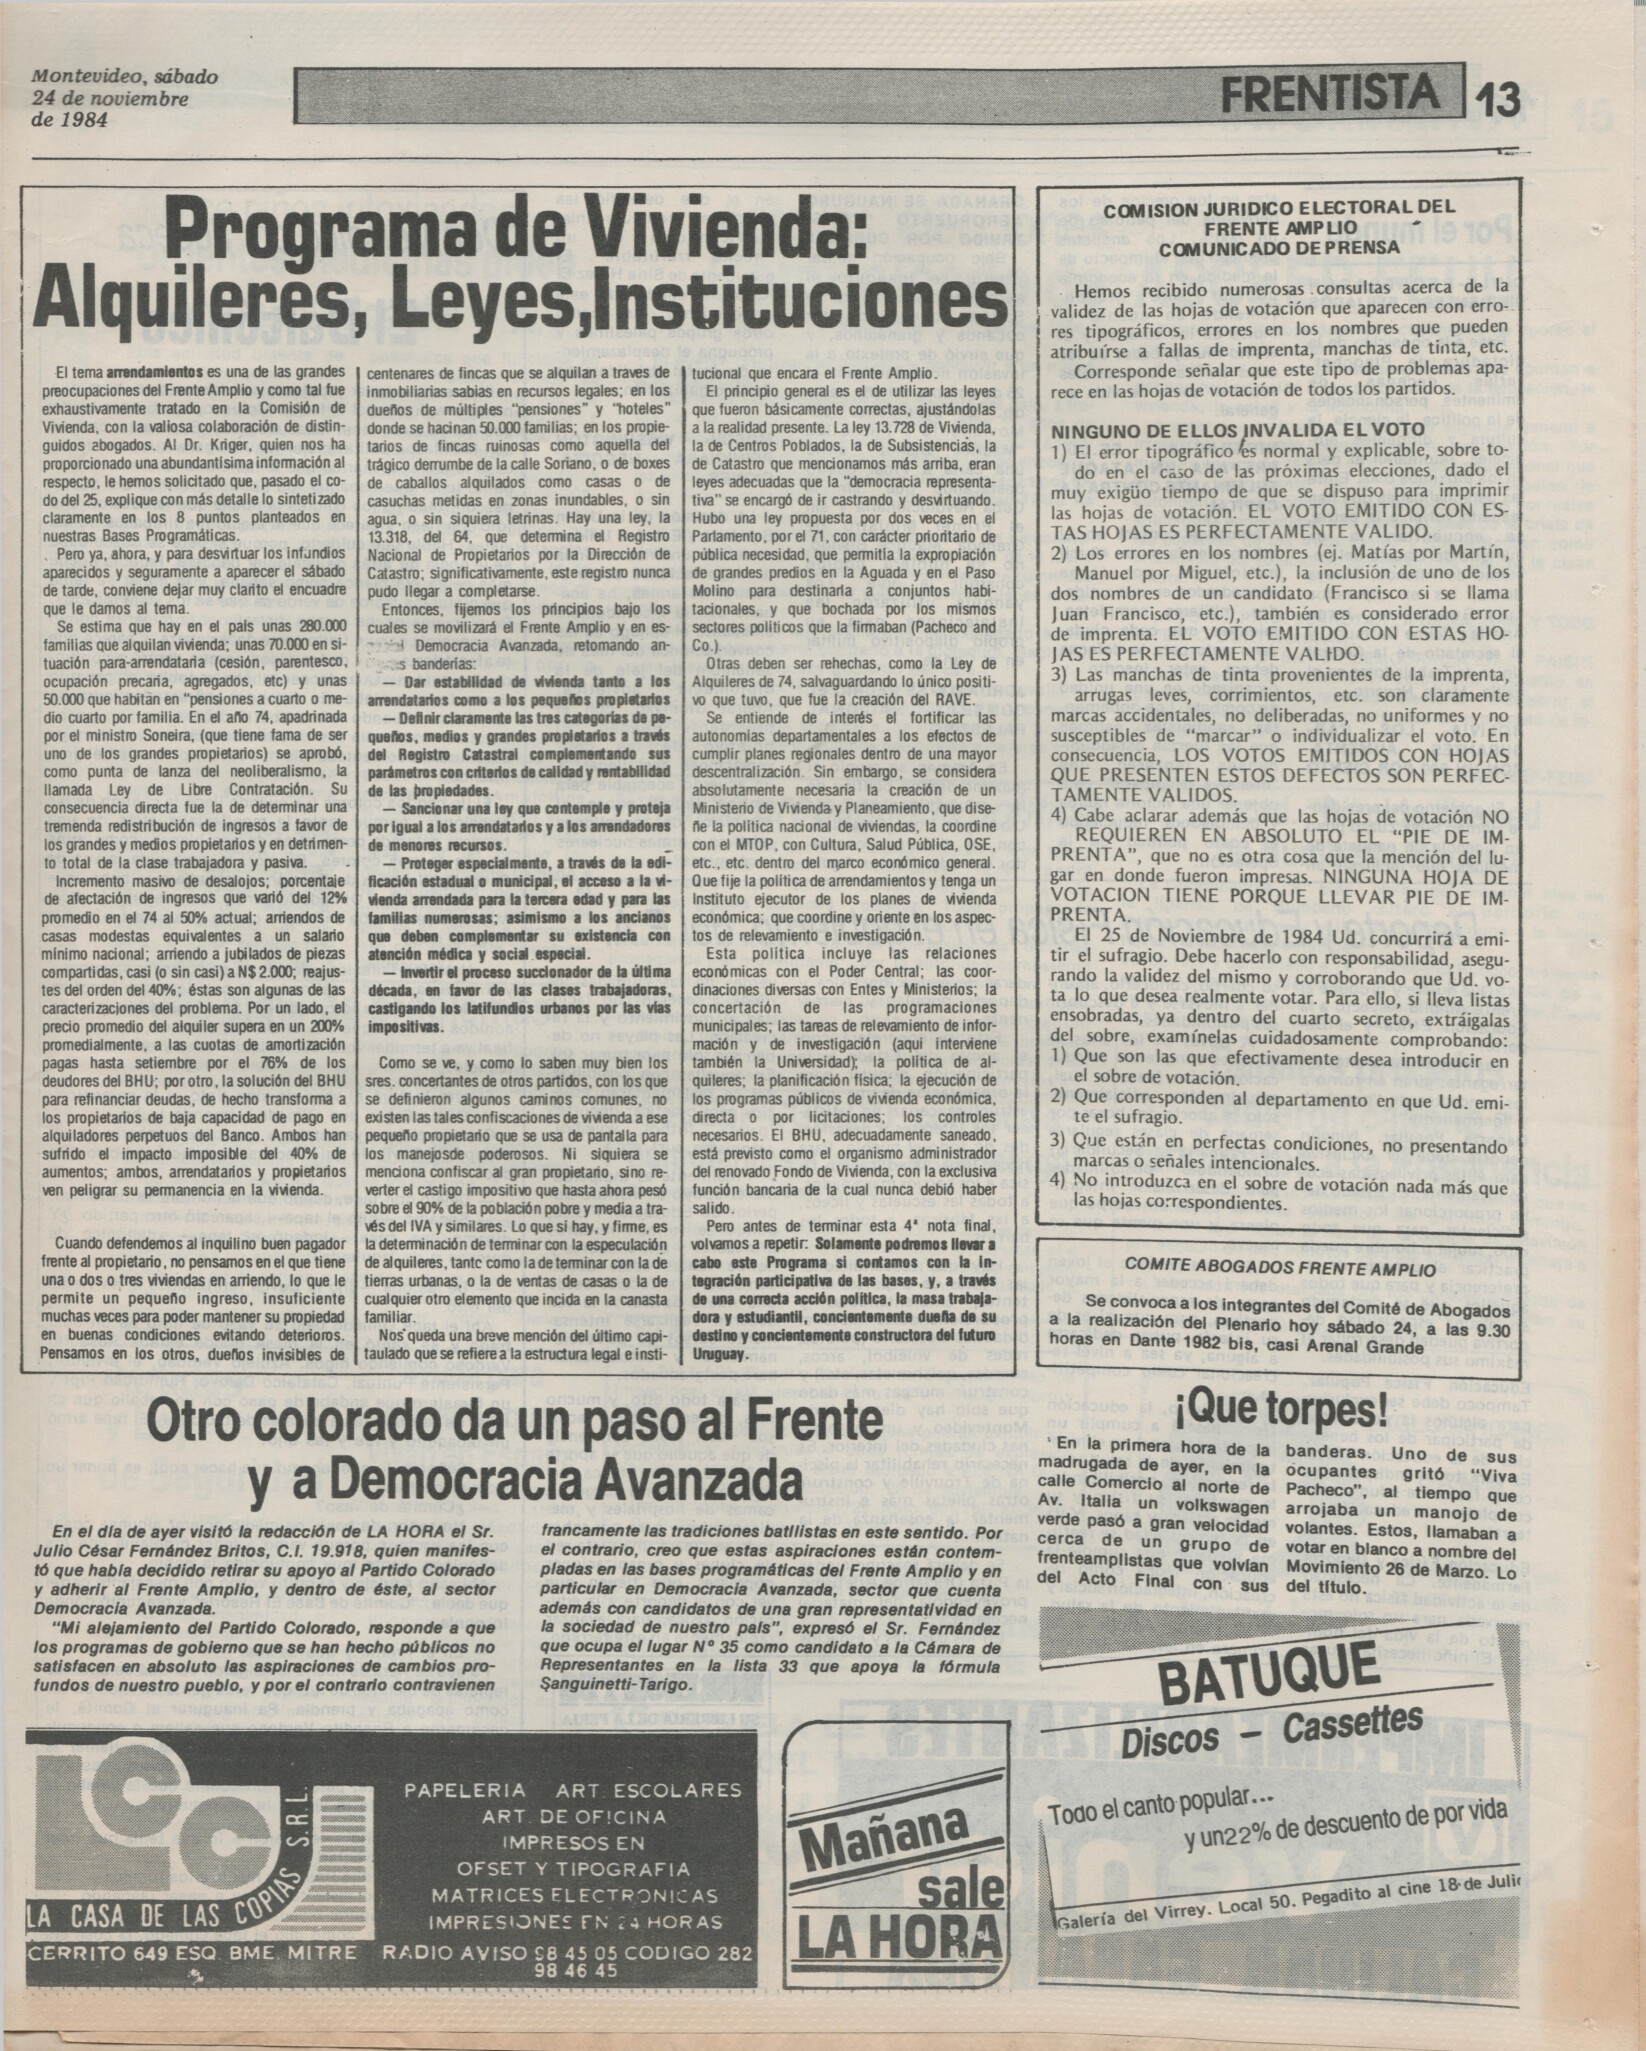 Montevideo, sábado
24 de noviembre
de 1984
FRENTISTA 13
Programa de Vivienda:
Alquileres, Leyes, Instituciones
El tema arrendamientos es una de las grandes
preocupaciones del Frente Amplio y como tal fue
exhaustivamente tratado en la Comisión de
Vivienda, con la valiosa colaboración de distin-
guidos abogados. Al Dr. Kriger, quien nos ha
proporcionado una abundantísima información al
respecto, le hemos solicitado que, pasado el co-
do del 25, explique con más detalle lo sintetizado
claramente en los 8 puntos planteados en
nuestras Bases Programáticas.
Pero ya, ahora, y para desvirtuar los infundios
aparecidos y seguramente a aparecer el sábado
de tarde, conviene dejar muy clarito el encuadre
que le damos al tema.
Se estima que hay en el país unas 280.000
familias que alquilan vivienda; unas 70.000 en si-
tuación para-arrendataria (cesión, parentesco,
ocupación precaria, agregados, etc) y unas
50.000 que habitan en "pensiones a cuarto o me-
dio cuarto por familia. En el año 74, apadrinada
por el ministro Soneira, (que tiene fama de ser
uno de los grandes propietarios) se aprobó,
como punta de lanza del neoliberalismo, la
llamada Ley de Libre Contratación. Su
consecuencia directa fue la de determinar una
tremenda redistribución de ingresos a favor de
los grandes y medios propietarios y en detrimen-
to total de la clase trabajadora y pasiva.
Incremento masivo de desalojos; porcentaje
de afectación de ingresos que varió del 12%
promedio en el 74 al 50% actual; arriendos de
casas modestas equivalentes a un salario
mínimo nacional; arriendo a jubilados de piezas
compartidas, casi (o sin casi) a N$ 2.000; reajus-
tes del orden del 40%; éstas son algunas de las
caracterizaciones del problema. Por un lado, el
precio promedio del alquiler supera en un 200%
promedialmente, a las cuotas de amortización
pagas hasta setiembre por el 76% de los
deudores del BHU; por otro, la solución del BHU
para refinanciar deudas, de hecho transforma a
los propietarios de baja capacidad de pago en
alquiladores perpetuos del Banco. Ambos han
sufrido el impacto imposible del 40% de
aumentos; ambos, arrendatarios y propietarios
ven peligrar su permanencia en la vivienda.
Cuando defendemos al inquilino buen pagador
frente al propietario, no pensamos en el que tiene
una o dos o tres viviendas en arriendo, lo que le
permite un pequeño ingreso, insuficiente
muchas veces para poder mantener su propiedad
en buenas condiciones evitando deterioros.
Pensamos en los otros, dueños invisibles de
centenares de fincas que se alquilan a traves de
inmobiliarias sabias en recursos legales; en los
dueños de múltiples "pensiones" y "hoteles"
donde se hacinan 50.000 familias; en los propie-
tarios de fincas ruinosas como aquella del
trágico derrumbe de la calle Soriano, o de boxes
de caballos alquilados como casas o de
casuchas metidas en zonas inundables, o sin
agua, o sin siquiera letrinas. Hay una ley, la
13.318, del 64, que determina el Registro
Nacional de Propietarios por la Dirección de
Catastro; significativamente, este registro nunca
pudo llegar a completarse.
Entonces, fijemos los principios bajo los
cuales se movilizará el Frente Amplio y en es-
Democracia Avanzada, retomando an-
banderías:
— Dar estabilidad de vivienda tanto a los
arrendatarios como a los pequeños propietarios
— Definir claramente las tres categorías de pe-
queños, medios y grandes propietarios a través
del Registro Catastral complementando sus
parámetros con criterios de calidad y rentabilidad
de las propiedades.
— Sancionar una ley que contemple y proteja
por igual a los arrendatarios y a los arrendadores
de menores recursos.
— Proteger especialmente, a través de la edi-
ficación estadual o municipal, el acceso a la vi-
vienda arrendada para la tercera edad y para las
familias numerosas; asimismo a los ancianos
que deben complementar su existencia con
atención médica y social especial.
— Invertir el proceso succionador de la última
década, en favor de las clases trabajadoras,
castigando los latifundios urbanos por las vías
impositivas.
Como se ve, y como lo saben muy bien los
sres. concertantes de otros partidos, con los que
se definieron algunos caminos comunes, no
existen las tales confiscaciones de vivienda a ese
pequeño propietario que se usa de pantalla para
los manejosde poderosos. Ni siquiera se
menciona confiscar al gran propietario, sino re-
verter el castigo impositivo que hasta ahora pesó
sobre el 90% de la población pobre y media a tra-
vés del IVA y similares. Lo que si hay, y firme, es
la determinación de terminar con la especulación
de alquileres, tanto como la de terminar con la de
tierras urbanas, o la de ventas de casas o la de
cualquier otro elemento que incida en la canasta
familiar.
Nos queda una breve mención del último capi-
taulado que se refiere a la estructura legal e insti-
tucional que encara el Frente Amplio.
El principio general es el de utilizar las leyes
que fueron básicamente correctas, ajustándolas
a la realidad presente. La ley 13.728 de Vivienda,
la de Centros Poblados, la de Subsistencias, la
de Catastro que mencionamos más arriba, eran
leyes adecuadas que la "democracia representa-
tiva" se encargó de ir castrando y desvirtuando.
Hubo una ley propuesta por dos veces en el
Parlamento, por el 71, con carácter prioritario de
pública necesidad, que permitía la expropiación
de grandes predios en la Aguada y en el Paso
Molino para destinarla a conjuntos habi-
tacionales, y que bochada por los mismos
sectores políticos que la firmaban (Pacheco and
Co.).
Otras deben ser rehechas, como la Ley de
Alquileres de 74, salvaguardando lo único positi-
vo que tuvo, que fue la creación del RAVE.
Se entiende de interés el fortificar las
autonomías departamentales a los efectos de
cumplir planes regionales dentro de una mayor
descentralización. Sin embargo, se considera
absolutamente necesaria la creación de un
Ministerio de Vivienda y Planeamiento, que dise-
ñe la política nacional de viviendas, la coordine
con el MTOP, con Cultura, Salud Pública, OSE,
etc., etc. dentro del marco económico general.
Que fije la política de arrendamientos y tenga un
Instituto ejecutor de los planes de vivienda
económica; que coordine y oriente en los aspec-
tos de relevamiento e investigación.
Esta política incluye las relaciones
económicas con el Poder Central; las coor-
dinaciones diversas con Entes y Ministerios; la
concertación de las programaciones
municipales; las tareas de relevamiento de infor-
mación y de investigación (aqui interviene
también la Universidad); la política de al-
quileres; la planificación física; la ejecución de
los programas públicos de vivienda económica,
directa o por licitaciones; los controles
necesarios. El BHU, adecuadamente saneado,
está previsto como el organismo administrador
del renovado Fondo de Vivienda, con la exclusiva
función bancaria de la cual nunca debió haber
salido.
Pero antes de terminar esta 4ª nota final,
volvamos a repetir: Solamente podremos llevar a
cabo este Programa si contamos con la in-
tegración participativa de las bases, y, a través
de una correcta acción política, la masa trabaja-
dora y estudiantil, concientemente dueña de su
destino y concientemente constructora del futuro
Uruguay.
COMISION JURIDICO ELECTORAL DEL
FRENTE AMPLIO
COMUNICADO DE PRENSA
Hemos recibido numerosas consultas acerca de la
validez de las hojas de votación que aparecen con erro-
res tipográficos, errores en los nombres que pueden
atribuírse a fallas de imprenta, manchas de tinta, etc.
Corresponde señalar que este tipo de problemas apa-
rece en las hojas de votación de todos los partidos.
NINGUNO DE ELLOS INVALIDA EL VOTO
1) El error tipográfico es normal y explicable, sobre to-
do en el caso de las próximas elecciones, dado el
muy exigüo tiempo de que se dispuso para imprimir
las hojas de votación. EL VOTO EMITIDO CON ES-
TAS HOJAS ES PERFECTAMENTE VALIDO.
2) Los errores en los nombres (ej. Matías por Martín,
Manuel por Miguel, etc.), la inclusión de uno de los
dos nombres de un candidato (Francisco si se llama
Juan Francisco, etc.), también es considerado error
de imprenta. EL VOTO EMITIDO CON ESTAS HO-
JAS ES PERFECTAMENTE VALIDO.
3) Las manchas de tinta provenientes de la imprenta,
arrugas leves, corrimientos, etc. son claramente
marcas accidentales, no deliberadas, no uniformes y no
susceptibles de "marcar" o individualizar el voto. En
consecuencia, LOS VOTOS EMITIDOS CON HOJAS
QUE PRESENTEN ESTOS DEFECTOS SON PERFEC-
TAMENTE VALIDOS.
4) Cabe aclarar además que las hojas de votación NO
REQUIEREN EN ABSOLUTO EL "PIE DE IM-
PRENTA", que no es otra cosa que la mención del lu-
gar en donde fueron impresas. NINGUNA HOJA DE
VOTACION TIENE PORQUE LLEVAR PIE DE IM-
PRENTA.
El 25 de Noviembre de 1984 Ud. concurrirá a emi-
tir el sufragio. Debe hacerlo con responsabilidad, asegu-
rando la validez del mismo y corroborando que Ud. vo-
ta lo que desea realmente votar. Para ello, si lleva listas
ensobradas, ya dentro del cuarto secreto, extráigalas
del sobre, examínelas cuidadosamente comprobando:
1) Que son las que efectivamente desea introducir en
el sobre de votación.
2) Que corresponden al departamento en que Ud. emi-
te el sufragio.
3) Que están en perfectas condiciones, no presentando
marcas o señales intencionales.
4) No introduzca en el sobre de votación nada más que
las hojas correspondientes.
COMITE ABOGADOS FRENTE AMPLIO
Se convoca a los integrantes del Comité de Abogados
a la realización del Plenario hoy sábado 24, a las 9.30
horas en Dante 1982 bis, casi Arenal Grande
Otro colorado da un paso al Frente
y a Democracia Avanzada
En el día de ayer visitó la redacción de LA HORA el Sr.
Julio César Fernández Britos, C.I. 19.918, quien manifes-
tó que había decidido retirar su apoyo al Partido Colorado
y adherir al Frente Amplio, y dentro de éste, al sector
Democracia Avanzada.
"Mi alejamiento del Partido Colorado, responde a que
los programas de gobierno que se han hecho públicos no
satisfacen en absoluto las aspiraciones de cambios pro-
fundos de nuestro pueblo, y por el contrario contravienen
francamente las tradiciones batllistas en este sentido. Por
el contrario, creo que estas aspiraciones están contem-
pladas en las bases programáticas del Frente Amplio y en
particular en Democracia Avanzada, sector que cuenta
además con candidatos de una gran representatividad en
la sociedad de nuestro país", expresó el Sr. Fernández
que ocupa el lugar Nº 35 como candidato a la Cámara de
Representantes en la lista 33 que apoya la fórmula
Sanguinetti-Tarigo.
¡Que torpes!
En la primera hora de la
madrugada de ayer, en la
calle Comercio al norte de
Av. Italia un volkswagen
verde pasó a gran velocidad
cerca de un grupo de
frenteamplistas que volvían
del Acto Final con sus
banderas. Uno de sus
ocupantes gritó "Viva
Pacheco", al tiempo que
arrojaba un manojo de
volantes. Estos, llamaban a
votar en blanco a nombre del
Movimiento 26 de Marzo. Lo
del título.
LCC S.R.L.
LA CASA DE LAS COPIAS
PAPELERIA ART. ESCOLARES
ART. DE OFICINA
IMPRESOS EN
OFSET Y TIPOGRAFIA
MATRICES ELECTRONICAS
IMPRESIONES EN 24 HORAS
CERRITO 649 ESQ. BME. MITRE RADIO AVISO 98 45 05 CODIGO 282
98 46 45
Mañana
sale
LA HORA
BATUQUE
Discos — Cassettes
Todo el canto popular...
y un 22% de descuento de por vida
Galería del Virrey. Local 50. Pegadito al cine 18 de Julio